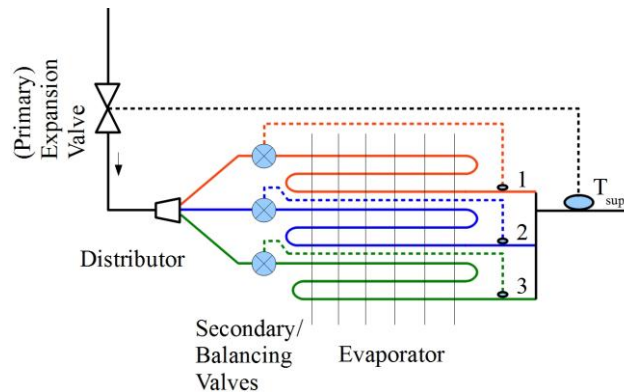 (Primary)
Expansion
Valve
1
T sup
2
3
Distributor
Secondary/
Balancing
Valves
Evaporator